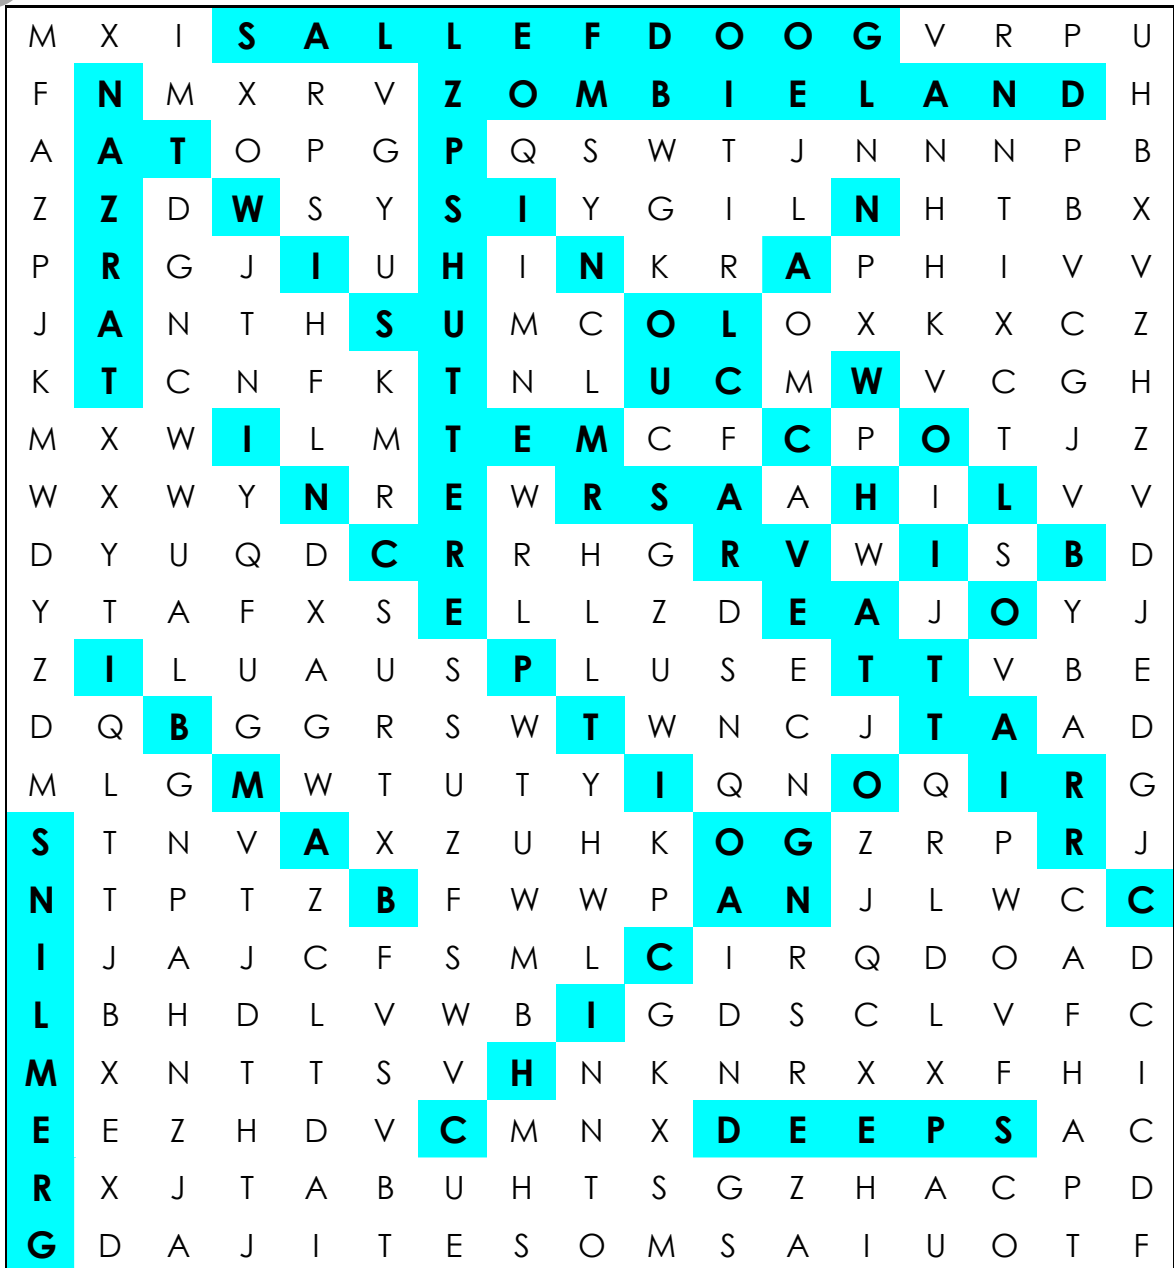 M X I S A L L E F D O O G V R P U
F N M X R V Z O M B I E L A N D H
A A T O P G P Q S W T J N N N P B
Z Z D W S Y S I Y G I L N H T B X
P R G J I U H I N K R A P H I V V
J A N T H S U M C O L O X K X C Z
K T C N F K T N L U C M W V C G H
M X W I L M T E M C F C P O T J Z
W X W Y N R E W R S A A H I L V V
D Y U Q D C R R H G R V W I S B D
Y T A F X S E L L Z D E A J O Y J
Z I L U A U S P L U S E T T V B E
D Q B G G R S W T W N C J T A A D
M L G M W T U T Y I Q N O Q I R G
S T N V A X Z U H K O G Z R P R J
N T P T Z B F W W P A N J L W C C
I J A J C F S M L C I R Q D O A D
L B H D L V W B I G D S C L V F C
M X N T T S V H N K N R X X F H I
E E Z H D V C M N X D E E P S A C
R X J T A B U H T S G Z H A C P D
G D A J I T E S O M S A I U O T F